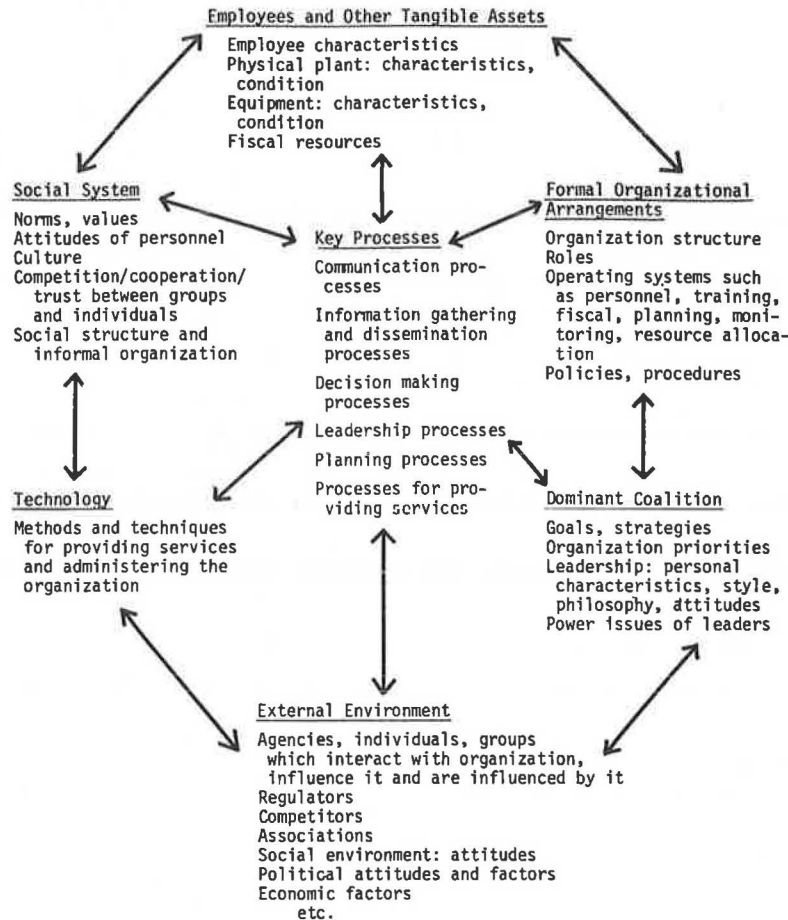 Employees and Other Tangible Assets
Employee characteristics
Physical plant: characteristics,
condition
Equipment: characteristics,
condition
Fiscal resources
Social System
Norms, values
Attitudes of personnel
Culture
Competition/cooperation/
trust between groups
and individuals
Social structure and
informal organization
Key Processes
Communication pro-
cesses
Information gathering
and dissemination
processes
Decision making
processes
Leadership processes
Planning processes
Processes for pro-
viding services
Formal Organizational
Arrangements
Organization structure
Roles
Operating systems such
as personnel, training,
fiscal, planning, moni-
toring, resource alloca-
tion
Policies, procedures
Technology
Methods and techniques
for providing services
and administering the
organization
Dominant Coalition
Goals, strategies
Organization priorities
Leadership: personal
characteristics, style,
philosophy, attitudes
Power issues of leaders
External Environment
Agencies, individuals, groups
which interact with organization,
influence it and are influenced by it
Regulators
Competitors
Associations
Social environment: attitudes
Political attitudes and factors
Economic factors
etc.